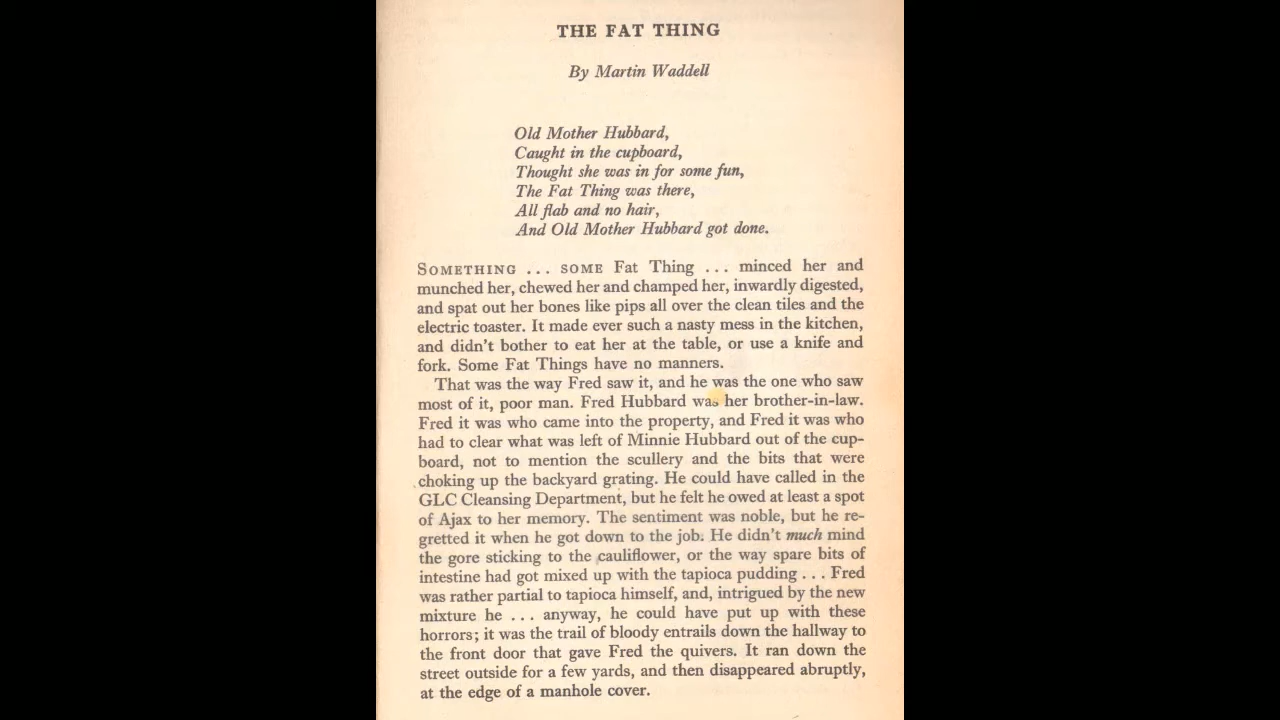 THE FAT THING
By Martin Waddell
Old Mother Hubbard,
Caught in the cupboard,
Thought she was in for some fun,
The Fat Thing was there,
All flab and no hair,
And Old Mother Hubbard got done.
SOMETHING ... SOME Fat Thing ... minced her and
munched her, chewed her and champed her, inwardly digested,
and spat out her bones like pips all over the clean tiles and the
electric toaster. It made ever such a nasty mess in the kitchen,
and didn't bother to eat her at the table, or use a knife and
fork. Some Fat Things have no manners.
That was the way Fred saw it, and he was the one who saw
most of it, poor man. Fred Hubbard was her brother-in-law.
Fred it was who came into the property, and Fred it was who
had to clear what was left of Minnie Hubbard out of the cup-
board, not to mention the scullery and the bits that were
choking up the backyard grating. He could have called in the
GLC Cleansing Department, but he felt he owed at least a spot
of Ajax to her memory. The sentiment was noble, but he re-
gretted it when he got down to the job. He didn't much mind
the gore sticking to the cauliflower, or the way spare bits of
intestine had got mixed up with the tapioca pudding ... Fred
was rather partial to tapioca himself, and, intrigued by the new
mixture he ... anyway, he could have put up with these
horrors; it was the trail of bloody entrails down the hallway to
the front door that gave Fred the quivers. It ran down the
street outside for a few yards, and then disappeared abruptly,
at the edge of a manhole cover.